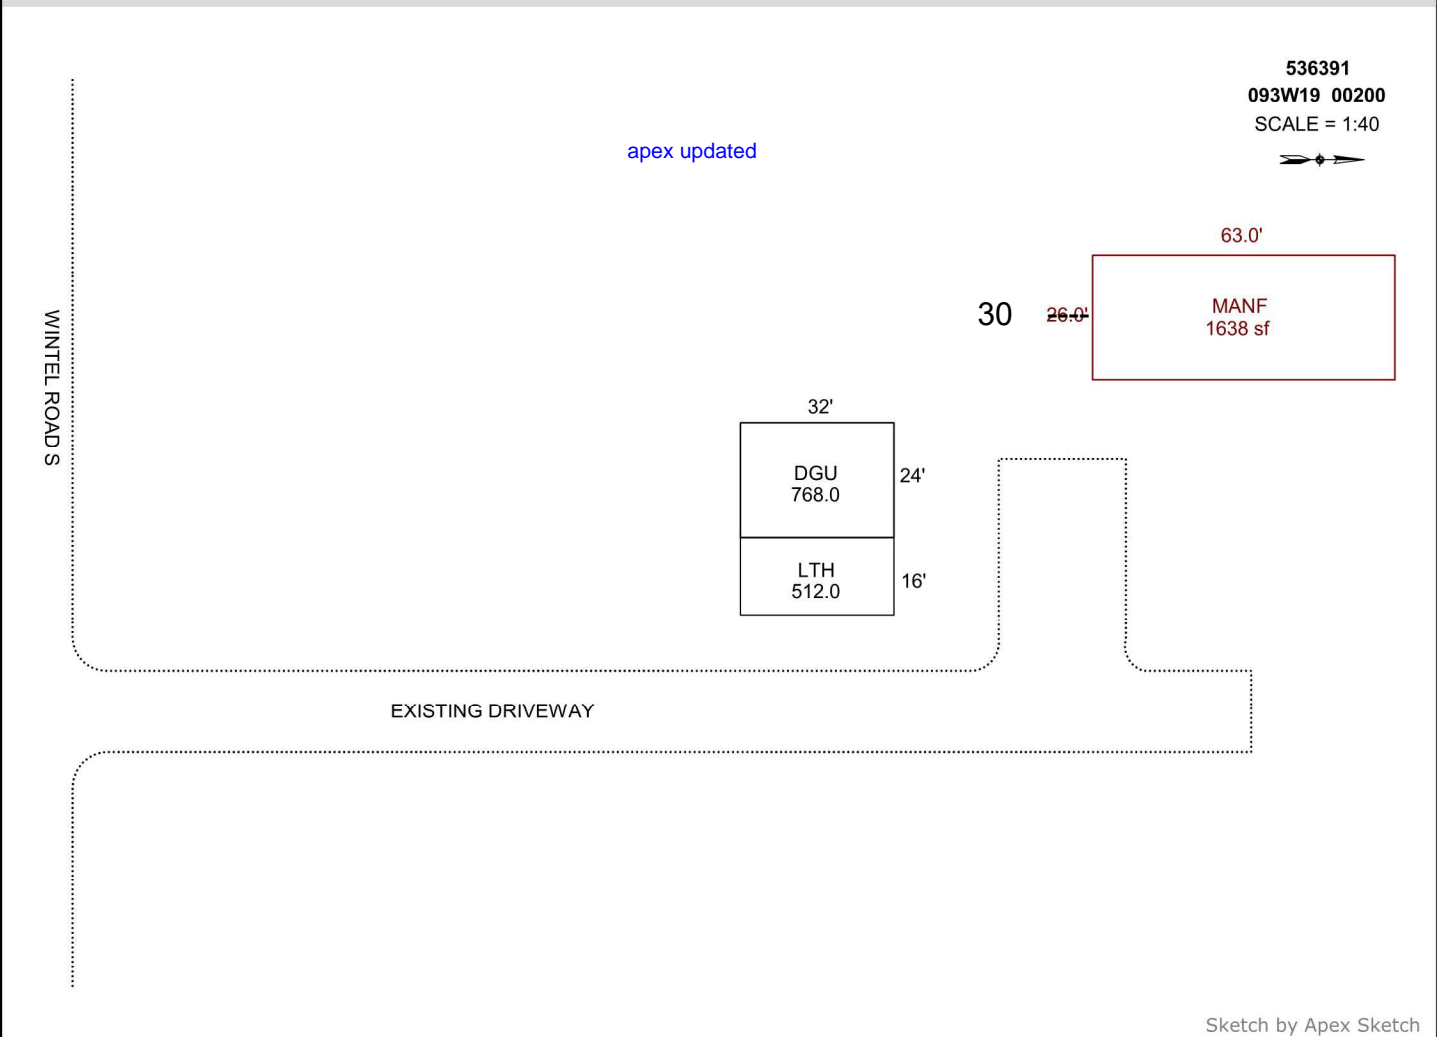 536391
093W19 00200
SCALE = 1:40
apex updated
63.0'
30
26.0'
MANF
1638 sf
WINTEL ROAD S
32'
DGU
768.0
24'
LTH
512.0
16'
EXISTING DRIVEWAY
Sketch by Apex Sketch